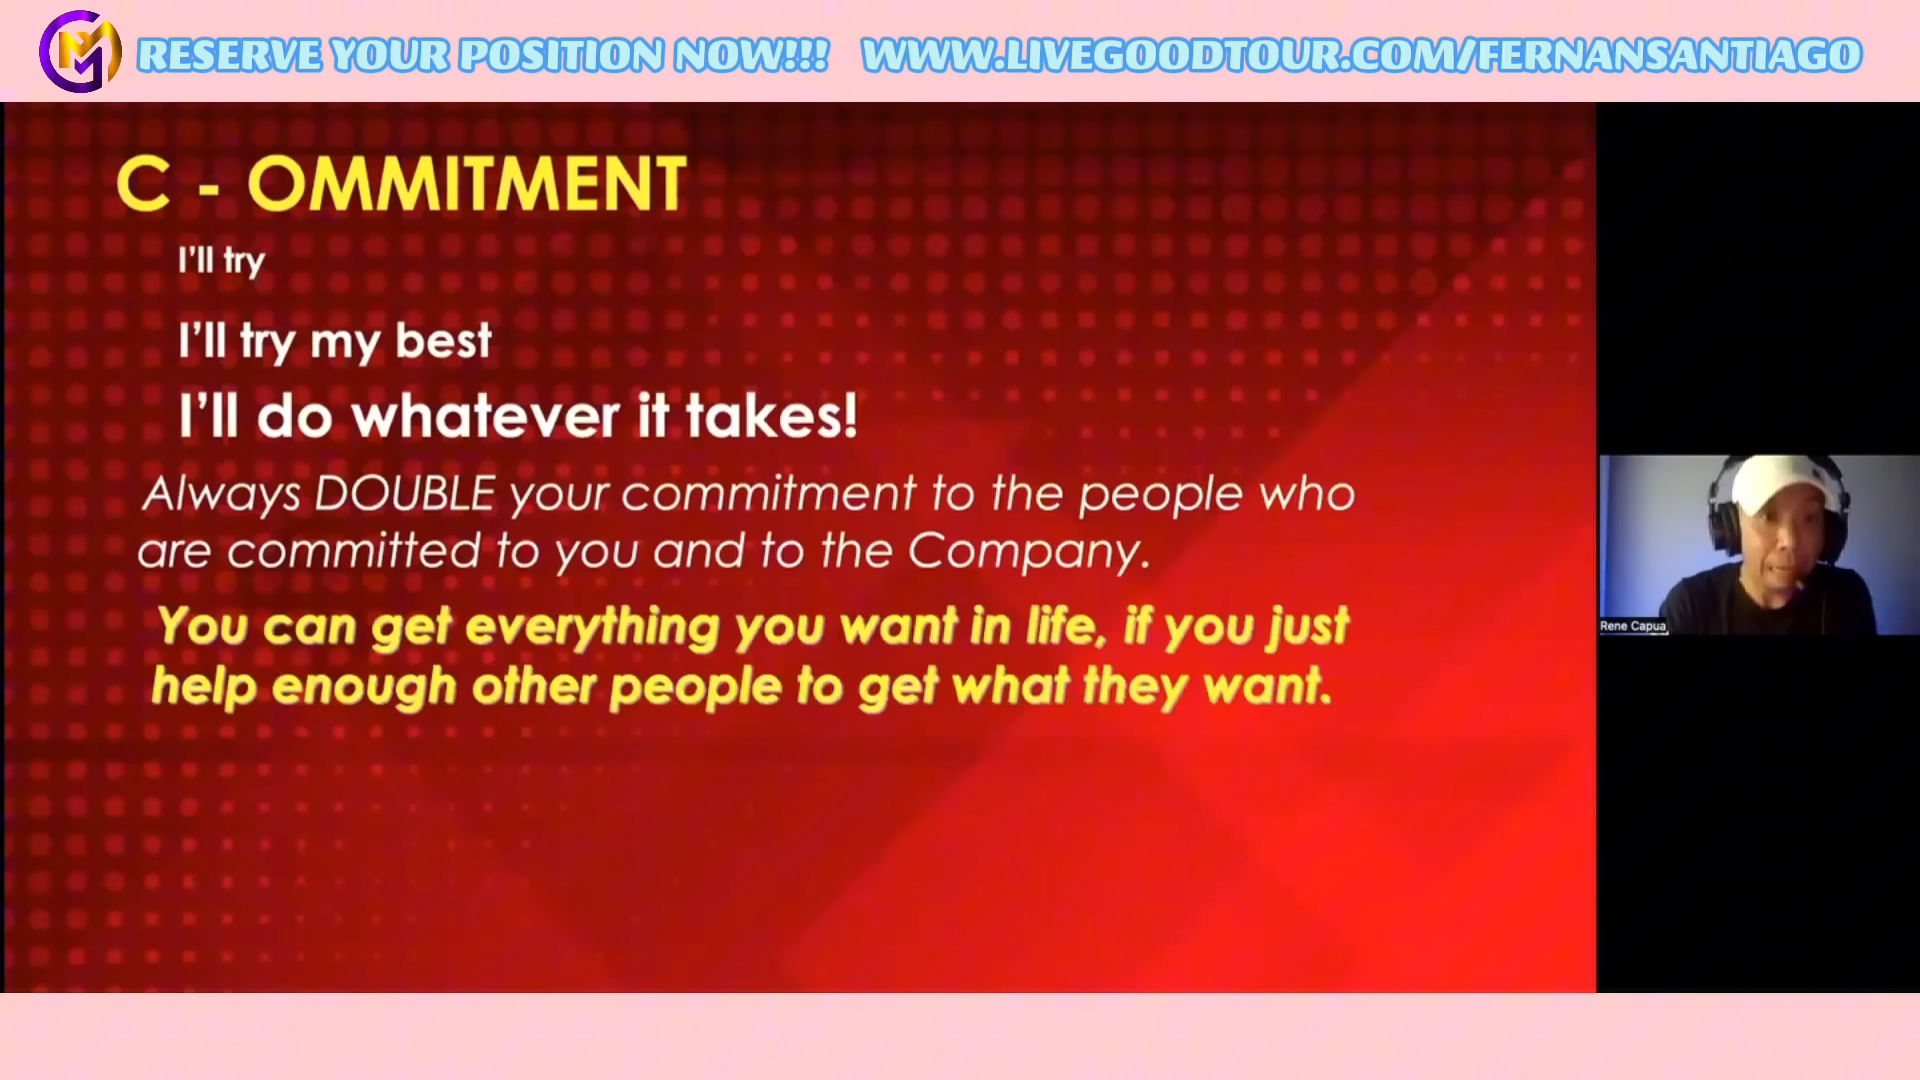 RESERVE YOUR POSITION NOW!!! WWW.LIVEGOODTOUR.COM/FERNANSANTIAGO
C - OMMITMENT
I'll try
I'll try my best
I'll do whatever it takes!
Always DOUBLE your commitment to the people who
are committed to you and to the Company.
You can get everything you want in life, if you just
help enough other people to get what they want.
Rene Capua